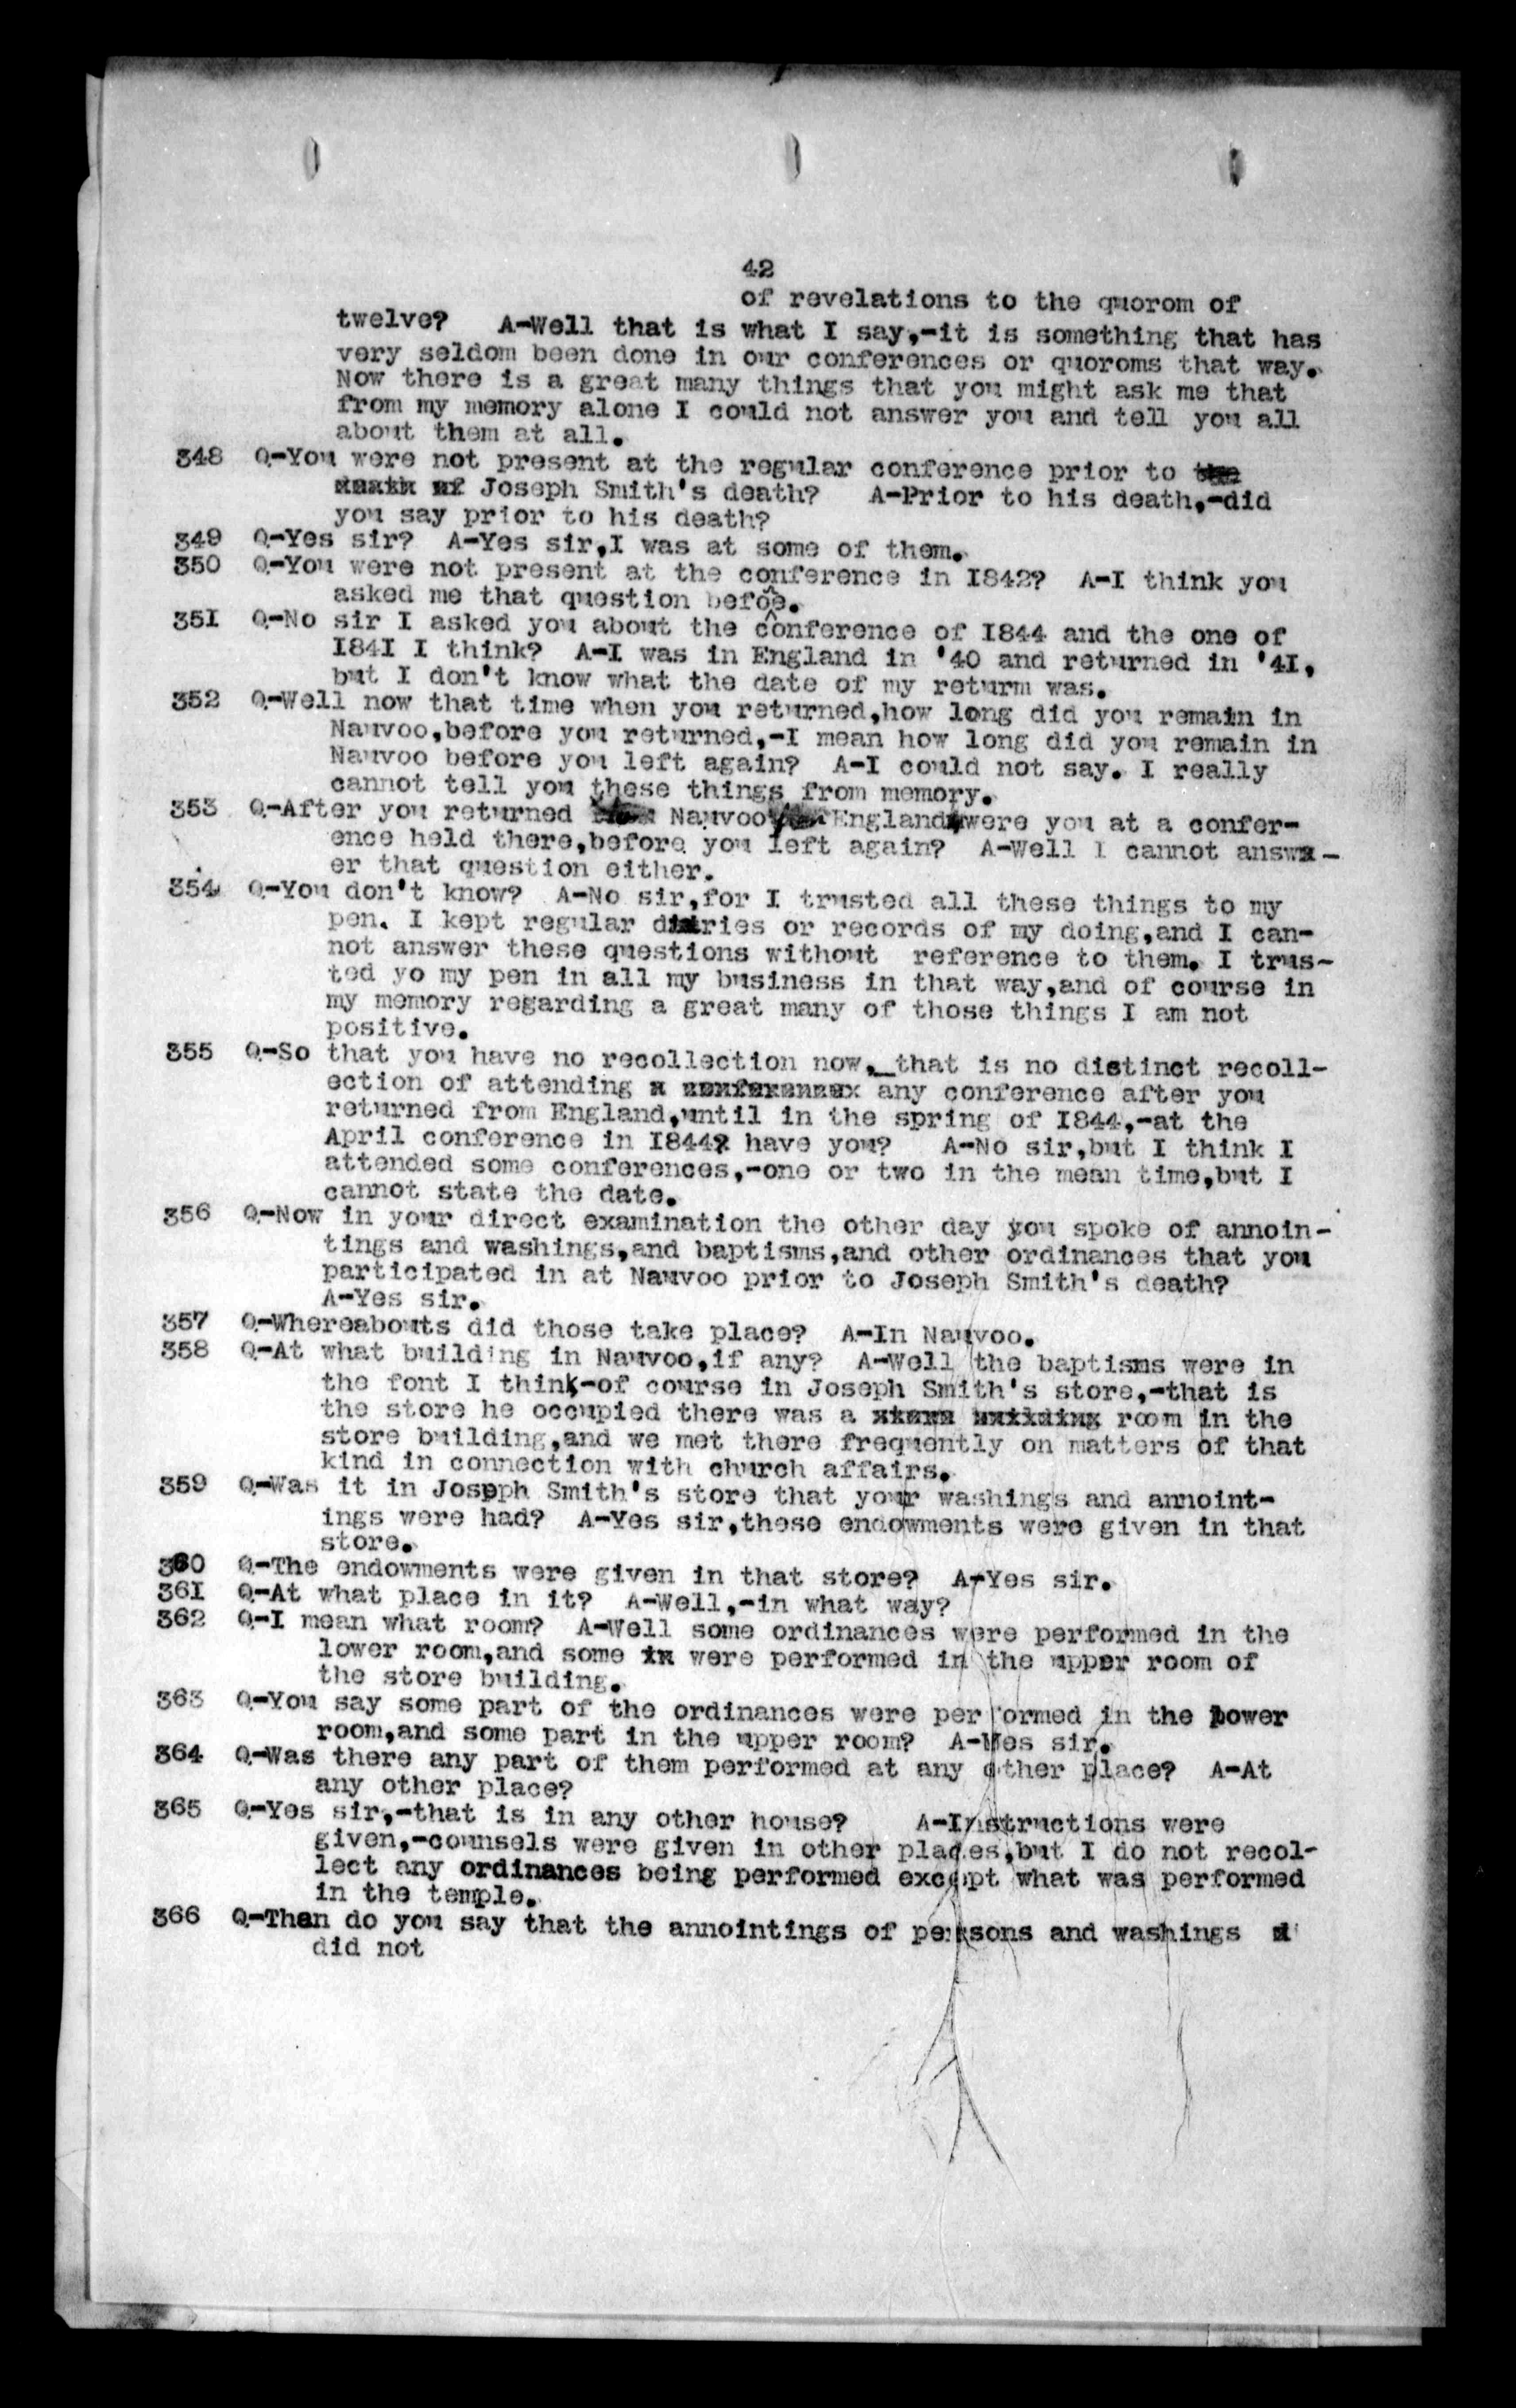 42
of revelations to the quorom of
twelve? A-Well that is what I say,-it is something that has
very seldom been done in our conferences or quoroms that way.
Now there is a great many things that you might ask me that
from my memory alone I could not answer you and tell you all
about them at all.
348 Q-You were not present at the regular conference prior to the
death of Joseph Smith's death? A-Prior to his death,-did
you say prior to his death?
349 Q-Yes sir? A-Yes sir,I was at some of them.
350 Q-You were not present at the conference in I842? A-I think you
asked me that question befoe.
351 Q-No sir I asked you about the conference of I844 and the one of
I84I I think? A-I was in England in '40 and returned in '4I,
but I don't know what the date of my returm was.
352 Q-Well now that time when you returned,how long did you remain in
Nauvoo,before you returned,-I mean how long did you remain in
Nauvoo before you left again? A-I could not say. I really
cannot tell you these things from memory.
353 Q-After you returned Nauvoo England were you at a confer-
ence held there,before you left again? A-Well I cannot answ-
er that question either.
354 Q-You don't know? A-No sir,for I trusted all these things to my
pen. I kept regular diaries or records of my doing,and I can-
not answer these questions without reference to them. I trus-
ted yo my pen in all my business in that way,and of course in
my memory regarding a great many of those things I am not
positive.
355 Q-So that you have no recollection now, that is no distinct recoll-
ection of attending a conference any conference after you
returned from England,until in the spring of I844,-at the
April conference in I844? have you? A-No sir,but I think I
attended some conferences,-one or two in the mean time,but I
cannot state the date.
356 Q-Now in your direct examination the other day you spoke of annoin-
tings and washings,and baptisms,and other ordinances that you
participated in at Nauvoo prior to Joseph Smith's death?
A-Yes sir.
357 Q-Whereabouts did those take place? A-In Nauvoo.
358 Q-At what building in Nauvoo,if any? A-Well the baptisms were in
the font I think-of course in Joseph Smith's store,-that is
the store he occupied there was a store building room in the
store building,and we met there frequently on matters of that
kind in connection with church affairs.
359 Q-Was it in Joseph Smith's store that your washings and annoint-
ings were had? A-Yes sir,these endowments were given in that
store.
360 Q-The endowments were given in that store? A-Yes sir.
36I Q-At what place in it? A-Well,-in what way?
362 Q-I mean what room? A-Well some ordinances were performed in the
lower room,and some in were performed in the upper room of
the store building.
363 Q-You say some part of the ordinances were performed in the lower
room,and some part in the upper room? A-Yes sir.
364 Q-Was there any part of them performed at any other place? A-At
any other place?
365 Q-Yes sir,-that is in any other house? A-Instructions were
given,-counsels were given in other places,but I do not recol-
lect any ordinances being performed except what was performed
in the temple.
366 Q-Then do you say that the annointings of persons and washings d
did not